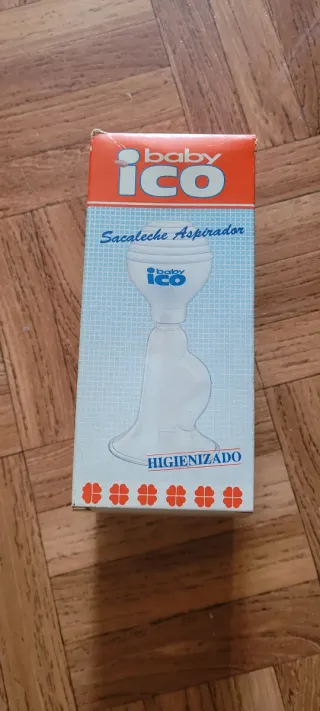 baby
ico
Sacaleche Aspirador
baby
ico
HIGIENIZADO